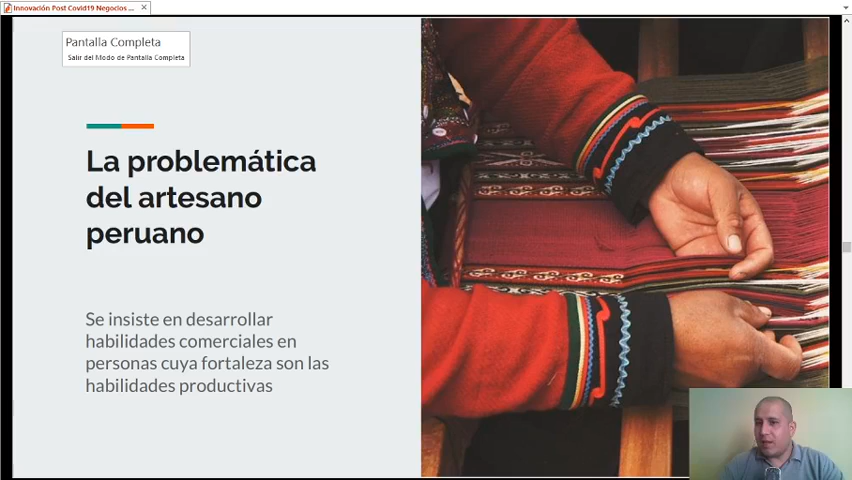 Innovación Post Covid19 Negocios ...
Pantalla Completa
Salir del Modo de Pantalla Completa
La problemática
del artesano
peruano
Se insiste en desarrollar
habilidades comerciales en
personas cuya fortaleza son las
habilidades productivas